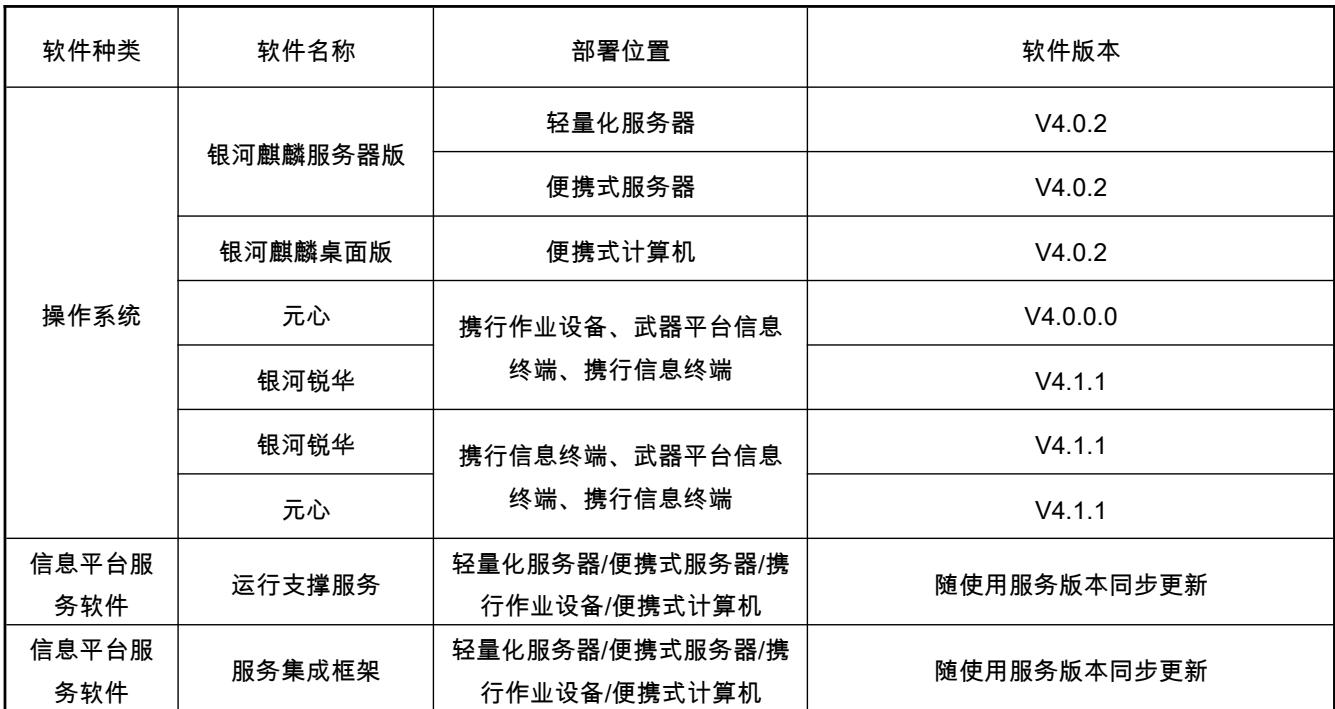 软件种类 软件名称 部署位置 软件版本
操作系统 银河麒麟服务器版 轻量化服务器 V4.0.2
便携式服务器 V4.0.2
银河麒麟桌面版 便携式计算机 V4.0.2
元心 携行作业设备、武器平台信息 V4.0.0.0
银河锐华 终端、携行信息终端 V4.1.1
银河锐华 携行信息终端、武器平台信息 V4.1.1
元心 终端、携行信息终端 V4.1.1
信息平台服 运行支撑服务 轻量化服务器/便携式服务器/携 随使用服务版本同步更新
务软件 行作业设备/便携式计算机
信息平台服 服务集成框架 轻量化服务器/便携式服务器/携 随使用服务版本同步更新
务软件 行作业设备/便携式计算机